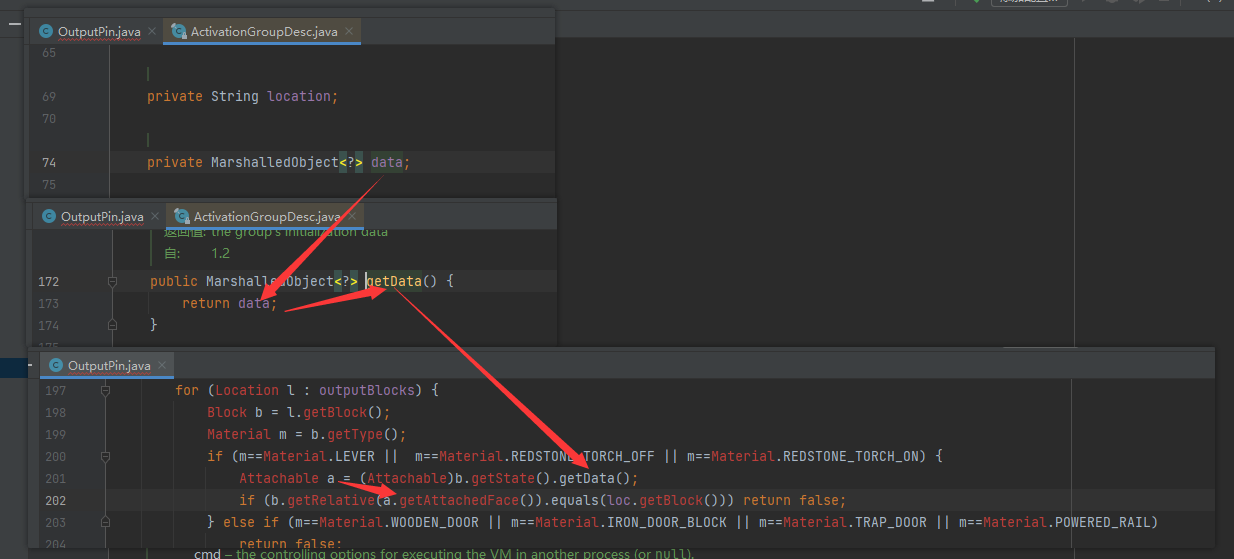 OutputPin.java × ActivationGroupDesc.java ×
65
69 private String location;
70
74 private MarshalledObject<?> data;
75
OutputPin.java × ActivationGroupDesc.java ×
返回值: the group's initialization data
自: 1.2
172 public MarshalledObject<?> getData() {
173 return data;
174 }
OutputPin.java ×
197 for (Location l : outputBlocks) {
198 Block b = l.getBlock();
199 Material m = b.getType();
200 if (m==Material.LEVER || m==Material.REDSTONE_TORCH_OFF || m==Material.REDSTONE_TORCH_ON) {
201 Attachable a = (Attachable)b.getState().getData();
202 if (b.getRelative(a.getAttachedFace()).equals(loc.getBlock())) return false;
203 } else if (m==Material.WOODEN_DOOR || m==Material.IRON_DOOR_BLOCK || m==Material.TRAP_DOOR || m==Material.POWERED_RAIL)
204 return false;
cmd – the controlling options for executing the VM in another process (or null).